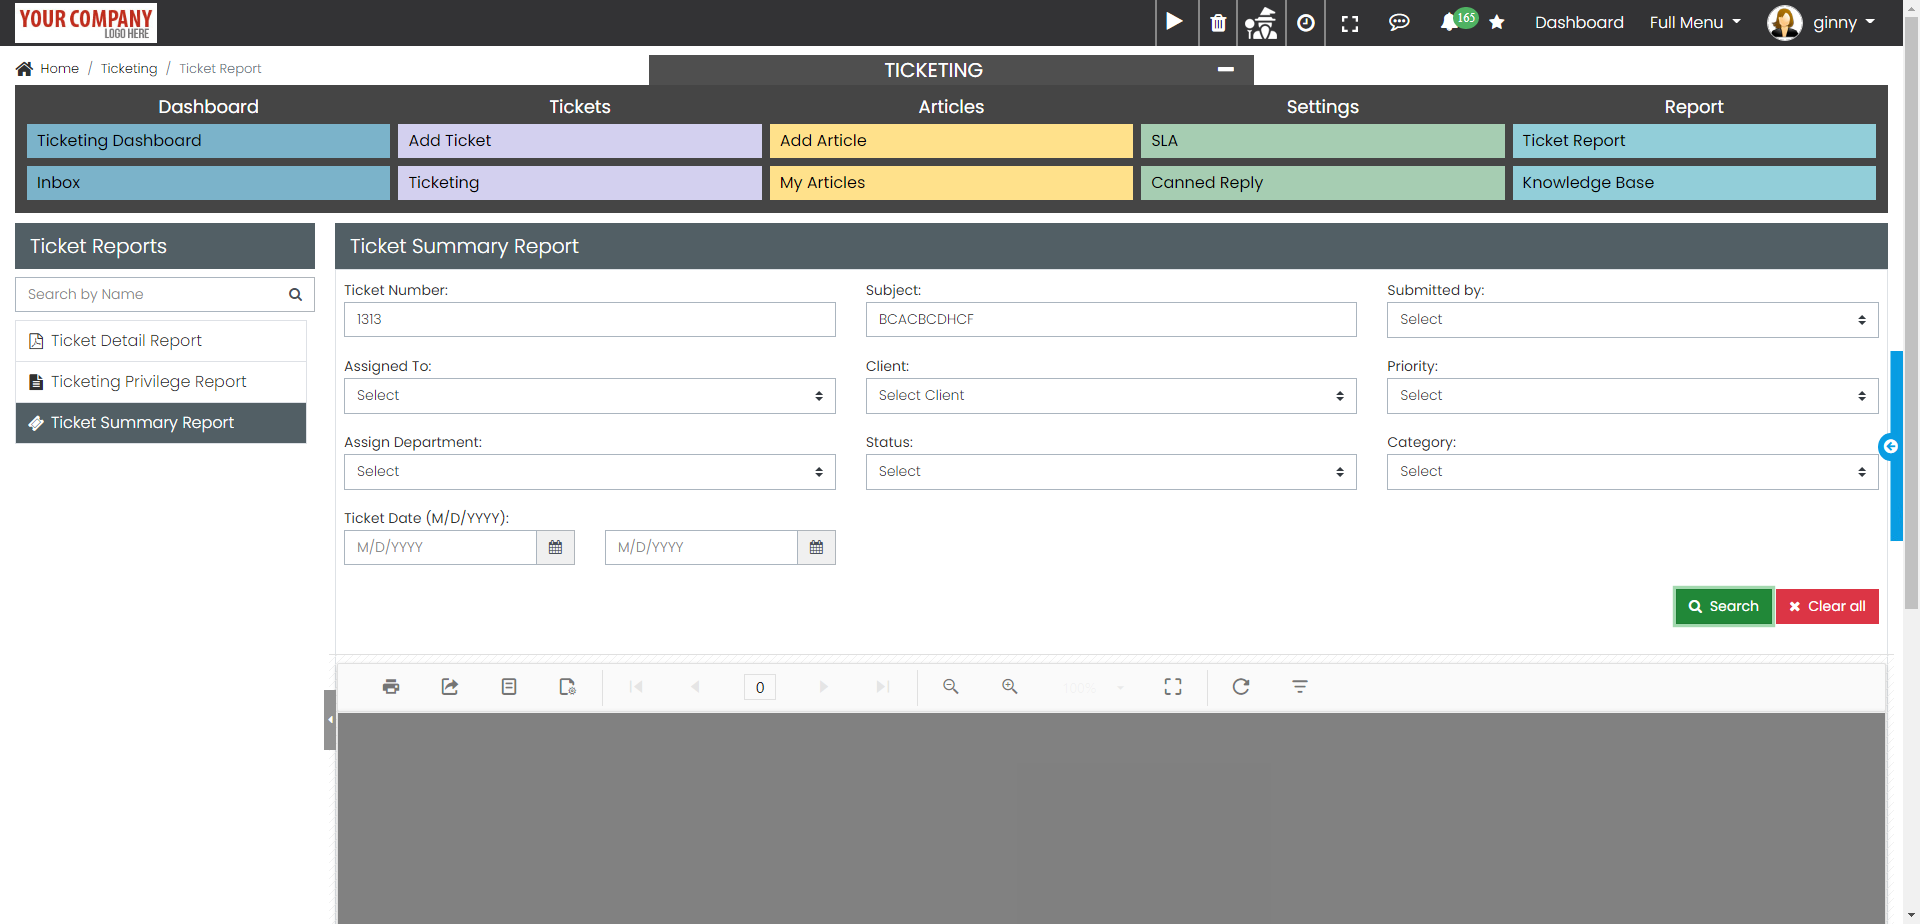 YOUR COMPANY
LOGO HERE
165
Dashboard
Full Menu
ginny
Home / Ticketing / Ticket Report
TICKETING
Dashboard
Tickets
Articles
Settings
Report
Ticketing Dashboard
Add Ticket
Add Article
SLA
Ticket Report
Inbox
Ticketing
My Articles
Canned Reply
Knowledge Base
Ticket Reports
Search by Name
Ticket Detail Report
Ticketing Privilege Report
Ticket Summary Report
Ticket Summary Report
Ticket Number:
Subject:
Submitted by:
1313
BCACBCDHCF
Select
Assigned To:
Client:
Priority:
Select
Select Client
Select
Assign Department:
Status:
Category:
Select
Select
Select
Ticket Date (M/D/YYYY):
M/D/YYYY
M/D/YYYY
Search
Clear all
0
100%